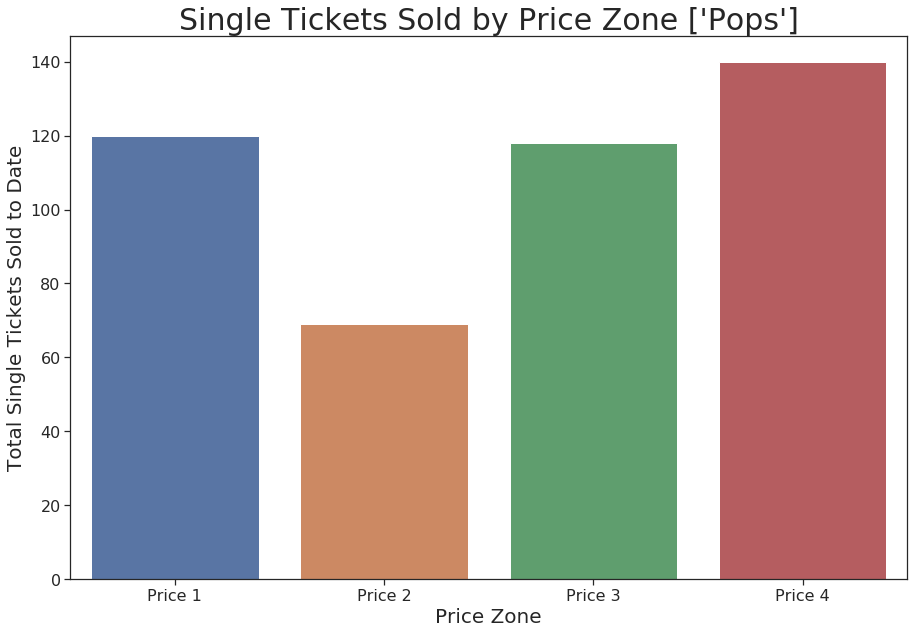 Single Tickets Sold by Price Zone ['Pops']
Total Single Tickets Sold to Date
140
120
100
80
60
40
20
0
Price 1 Price 2 Price 3 Price 4
Price Zone